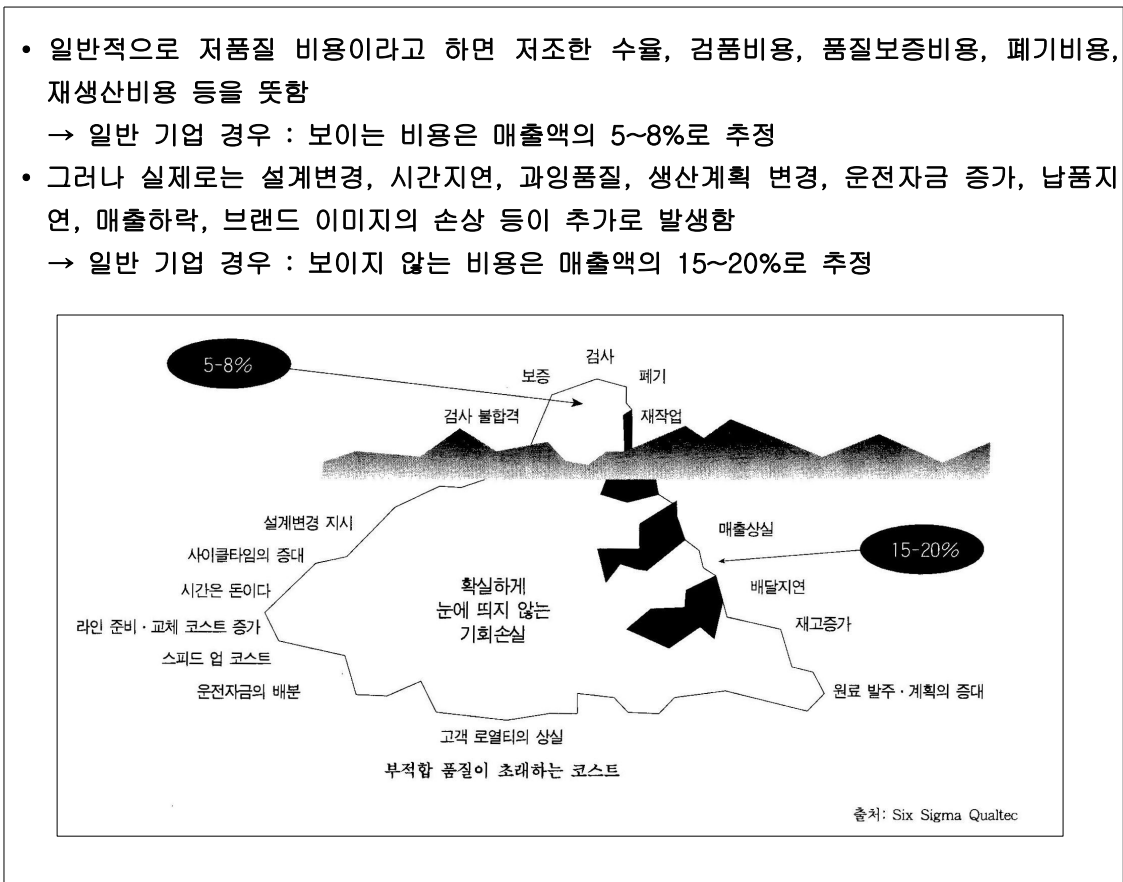 • 일반적으로 저품질 비용이라고 하면 저조한 수율, 검품비용, 품질보증비용, 폐기비용,
재생산비용 등을 뜻함
→ 일반 기업 경우 : 보이는 비용은 매출액의 5~8%로 추정
• 그러나 실제로는 설계변경, 시간지연, 과잉품질, 생산계획 변경, 운전자금 증가, 납품지
연, 매출하락, 브랜드 이미지의 손상 등이 추가로 발생함
→ 일반 기업 경우 : 보이지 않는 비용은 매출액의 15~20%로 추정
5-8%
검사
보증
폐기
검사 불합격
재작업
설계변경 지시
매출상실
사이클타임의 증대
15-20%
시간은 돈이다
확실하게
눈에 띄지 않는
기회손실
배달지연
라인 준비·교체 코스트 증가
재고증가
스피드 업 코스트
운전자금의 배분
원료 발주·계획의 증대
고객 로열티의 상실
부적합 품질이 초래하는 코스트
출처: Six Sigma Qualtec